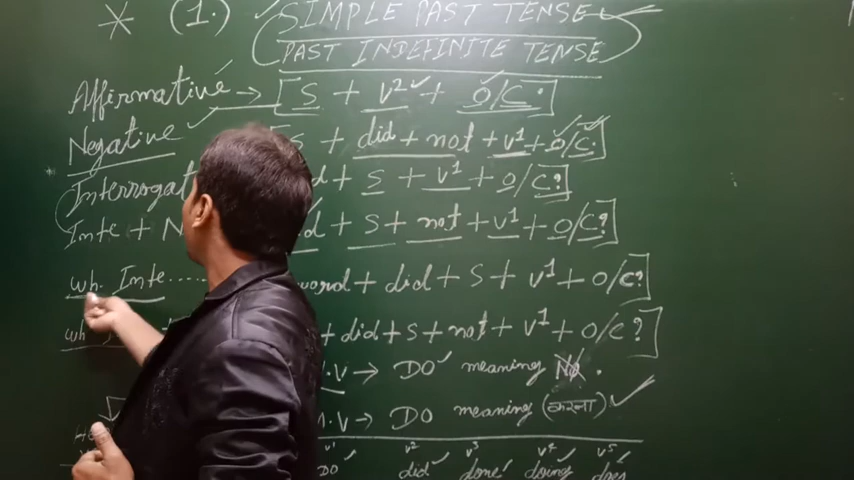 * (1.) ✓ SIMPLE PAST TENSE
PAST INDEFINITE TENSE
Affirmative → [S + v² + O/C.]
Negative S + did + not + v¹ + O/C.]
Interrogat + S + v¹ + O/C?]
Inte + N + S + not + v¹ + O/C?]
wh. Inte...... word + did + S + v¹ + O/C?]
wh + did + S + not + v¹ + O/C?]
.V → DO meaning No.
.V → DO meaning (करना)
v¹ v² v³ v⁴ v⁵
DO did done doing does